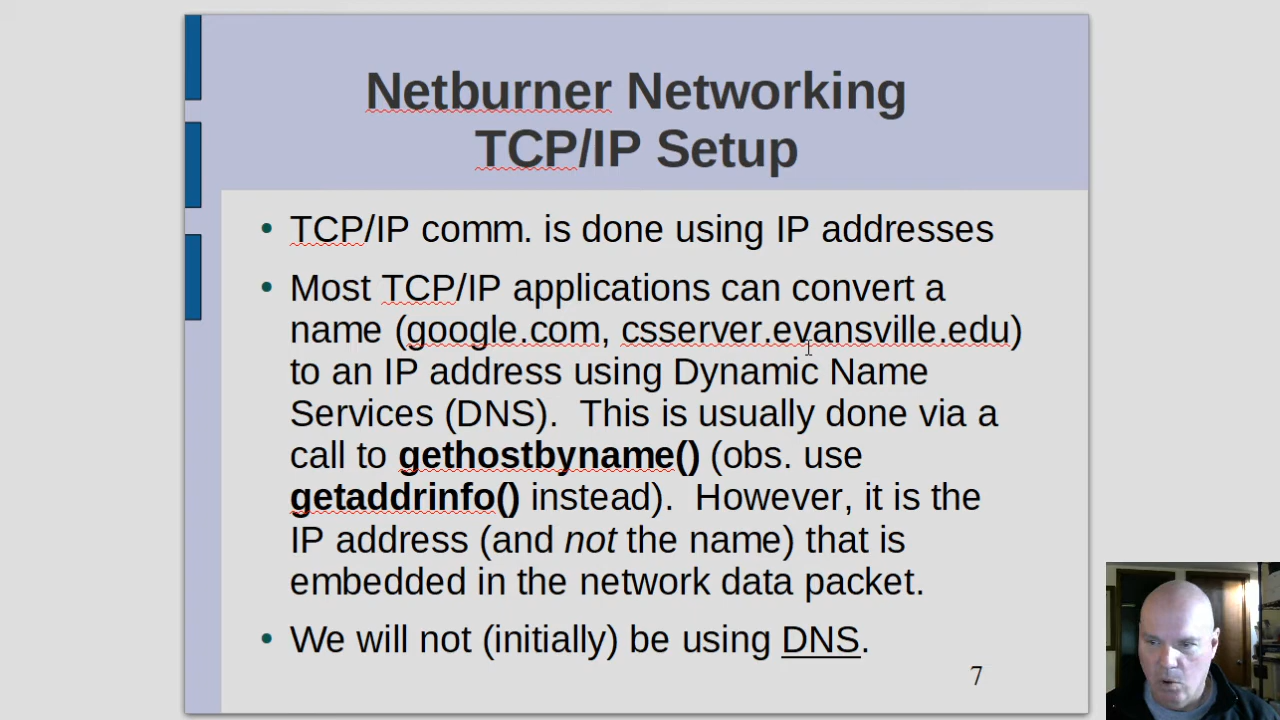 Netburner Networking
TCP/IP Setup
• TCP/IP comm. is done using IP addresses
• Most TCP/IP applications can convert a
name (google.com, csserver.evansville.edu)
to an IP address using Dynamic Name
Services (DNS).  This is usually done via a
call to gethostbyname() (obs. use
getaddrinfo() instead).  However, it is the
IP address (and not the name) that is
embedded in the network data packet.
• We will not (initially) be using DNS.
7